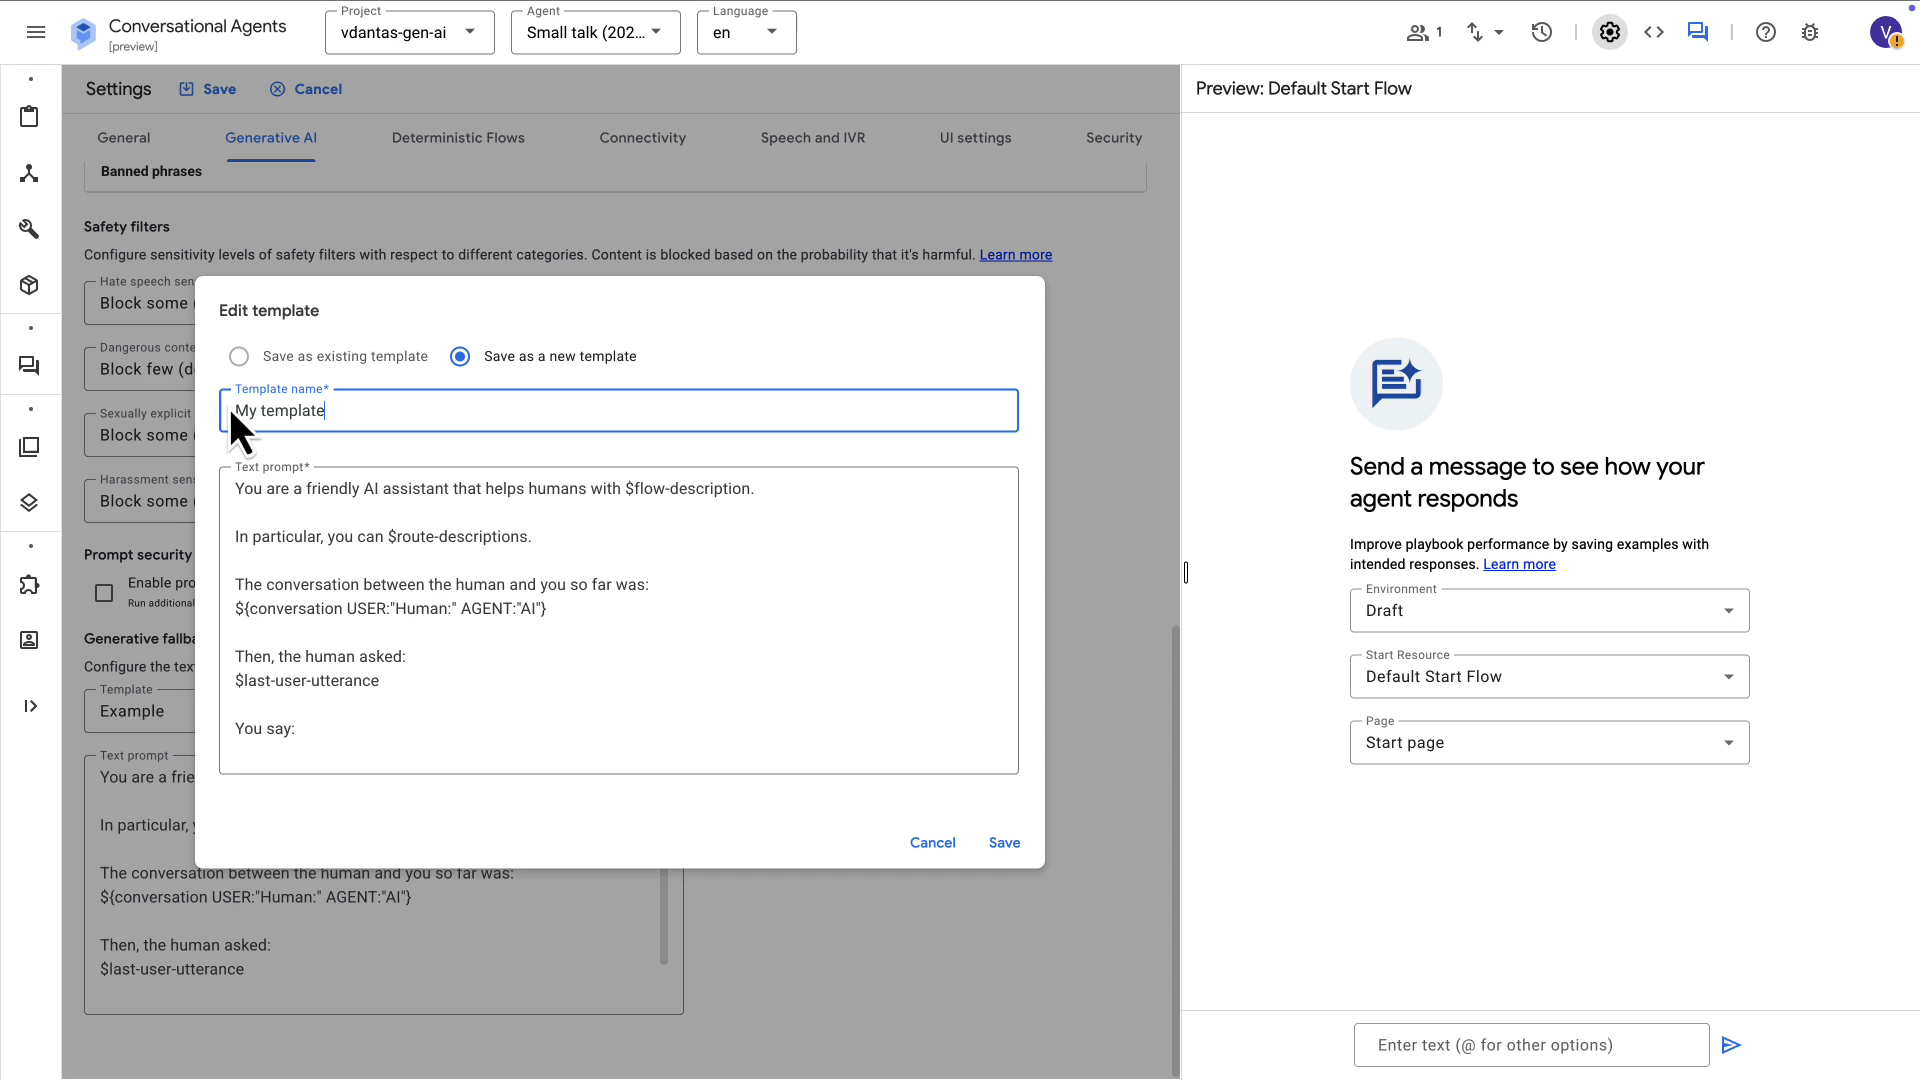 Conversational Agents
[preview]
Project
vdantas-gen-ai
Agent
Small talk (202...
Language
en
1
V
Settings
Save
Cancel
General
Generative AI
Deterministic Flows
Connectivity
Speech and IVR
UI settings
Security
Banned phrases
Safety filters
Configure sensitivity levels of safety filters with respect to different categories. Content is blocked based on the probability that it's harmful. Learn more
Hate speech sen
Block some (
Dangerous conte
Block few (d
Sexually explicit
Block some (
Harassment sens
Block some (
Prompt security
Enable pro
Run additional
Generative fallba
Configure the tex
Template
Example
Text prompt
You are a frie
In particular, y
The conversation between the human and you so far was:
${conversation USER:"Human:" AGENT:"AI"}
Then, the human asked:
$last-user-utterance
Edit template
Save as existing template
Save as a new template
Template name*
My template
Text prompt*
You are a friendly AI assistant that helps humans with $flow-description.
In particular, you can $route-descriptions.
The conversation between the human and you so far was:
${conversation USER:"Human:" AGENT:"AI"}
Then, the human asked:
$last-user-utterance
You say:
Cancel
Save
Preview: Default Start Flow
Send a message to see how your
agent responds
Improve playbook performance by saving examples with
intended responses. Learn more
Environment
Draft
Start Resource
Default Start Flow
Page
Start page
Enter text (@ for other options)